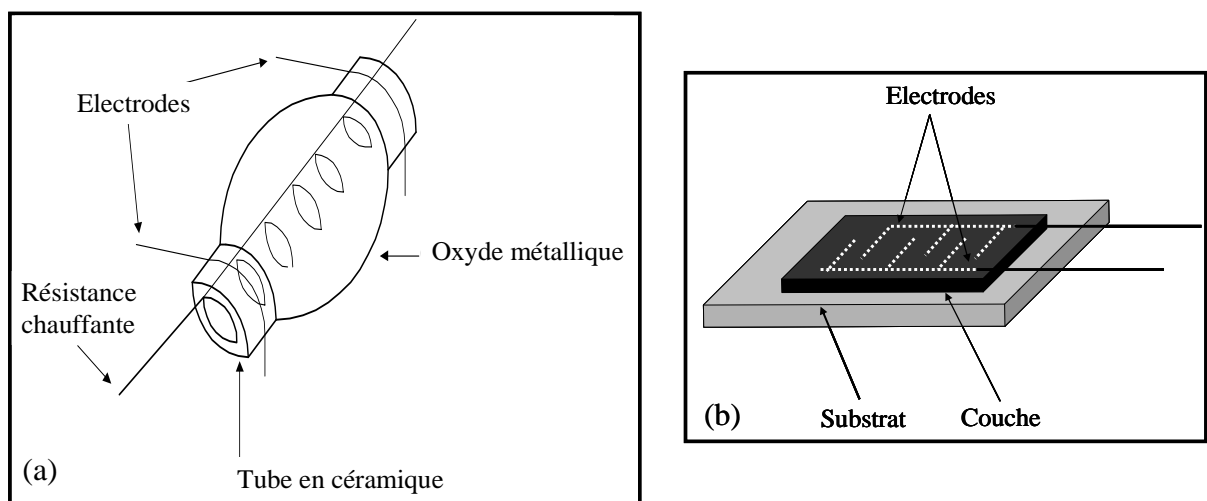 Electrodes
Oxyde métallique
Résistance
chauffante
Tube en céramique
(a)
Electrodes
Substrat
Couche
(b)